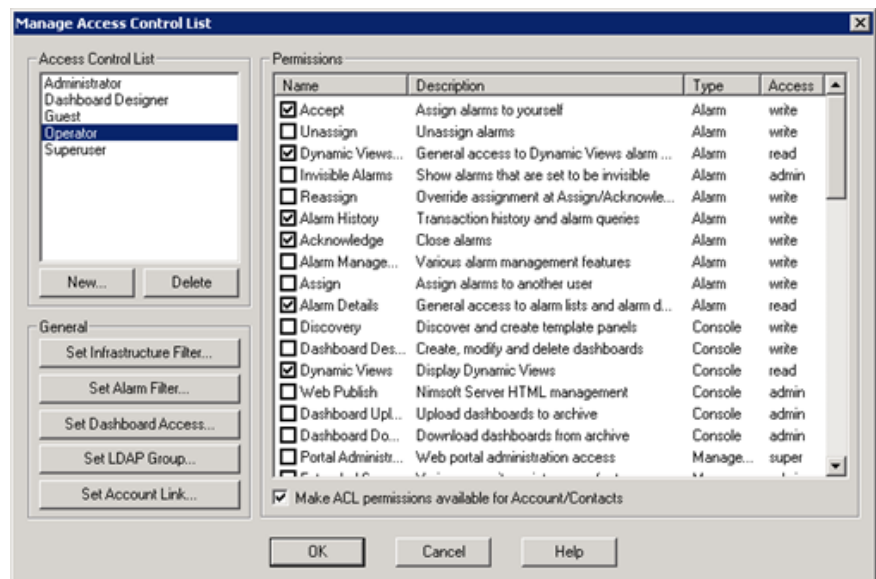 Manage Access Control List
Access Control List
Administrator
Dashboard Designer
Guest
Operator
Superuser
New...
Delete
General
Set Infrastructure Filter...
Set Alarm Filter...
Set Dashboard Access...
Set LDAP Group...
Set Account Link...
Permissions
Name Description Type Access
Accept Assign alarms to yourself Alarm write
Unassign Unassign alarms Alarm write
Dynamic Views... General access to Dynamic Views alarm ... Alarm read
Invisible Alarms Show alarms that are set to be invisible Alarm admin
Reassign Override assignment at Assign/Acknowle... Alarm write
Alarm History Transaction history and alarm queries Alarm write
Acknowledge Close alarms Alarm write
Alarm Manage... Various alarm management features Alarm write
Assign Assign alarms to another user Alarm write
Alarm Details General access to alarm lists and alarm d... Alarm read
Discovery Discover and create template panels Console write
Dashboard Des... Create, modify and delete dashboards Console write
Dynamic Views Display Dynamic Views Console read
Web Publish Nimsoft Server HTML management Console admin
Dashboard Upl... Upload dashboards to archive Console admin
Dashboard Do... Download dashboards from archive Console admin
Portal Administr... Web portal administration access Manage... super
Make ACL permissions available for Account/Contacts
OK
Cancel
Help